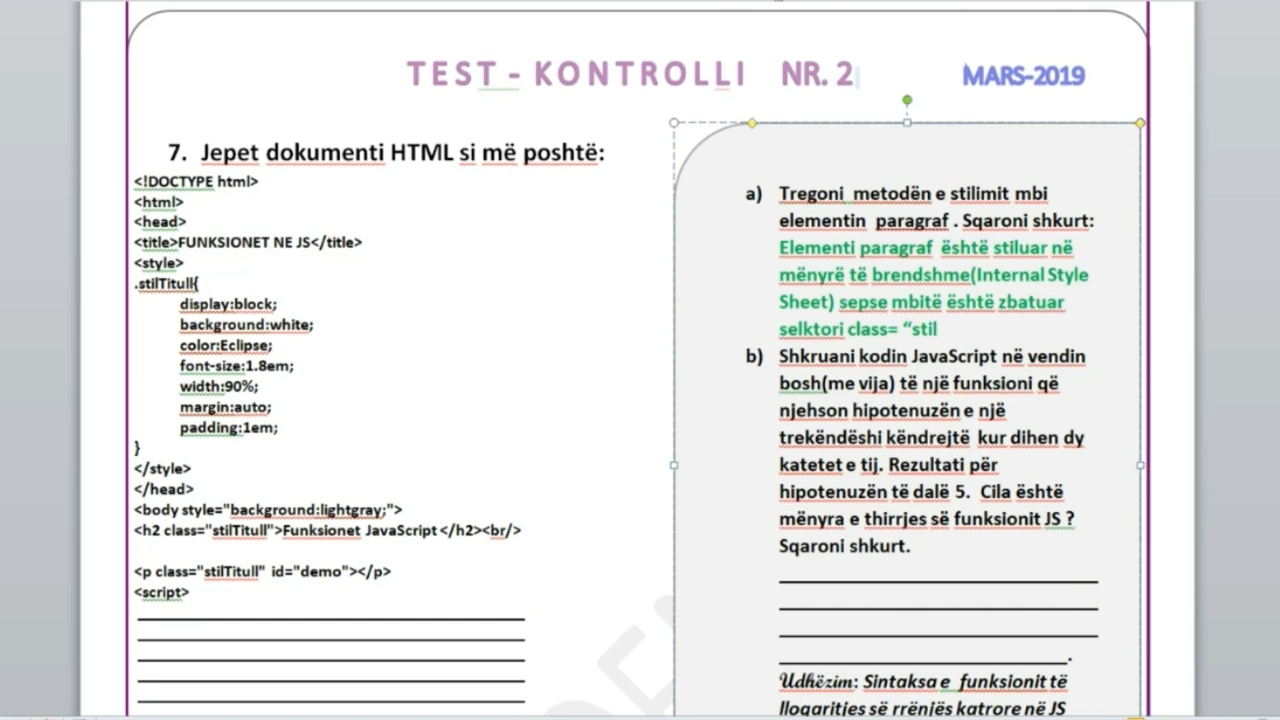 TEST - KONTROLLI NR. 2 MARS-2019
7. Jepet dokumenti HTML si më poshtë:
<!DOCTYPE html>
<html>
<head>
<title>FUNKSIONET NE JS</title>
<style>
.stilTitull{
display:block;
background:white;
color:Eclipse;
font-size:1.8em;
width:90%;
margin:auto;
padding:1em;
}
</style>
</head>
<body style="background:lightgray;">
<h2 class="stilTitull">Funksionet JavaScript</h2><br/>
<p class="stilTitull" id="demo"></p>
<script>
a) Tregoni metodën e stilimit mbi
elementin paragraf . Sqaroni shkurt:
Elementi paragraf është stiluar në
mënyrë të brendshme(Internal Style
Sheet) sepse mbitë është zbatuar
selktori class= “stil
b) Shkruani kodin JavaScript në vendin
bosh(me vija) të një funksioni që
njehson hipotenuzën e një
trekëndëshi këndrejtë kur dihen dy
katetet e tij. Rezultati për
hipotenuzën të dalë 5. Cila është
mënyra e thirrjes së funksionit JS ?
Sqaroni shkurt.
Udhëzim: Sintaksa e funksionit të
llogaritjes së rrënjës katrore në JS